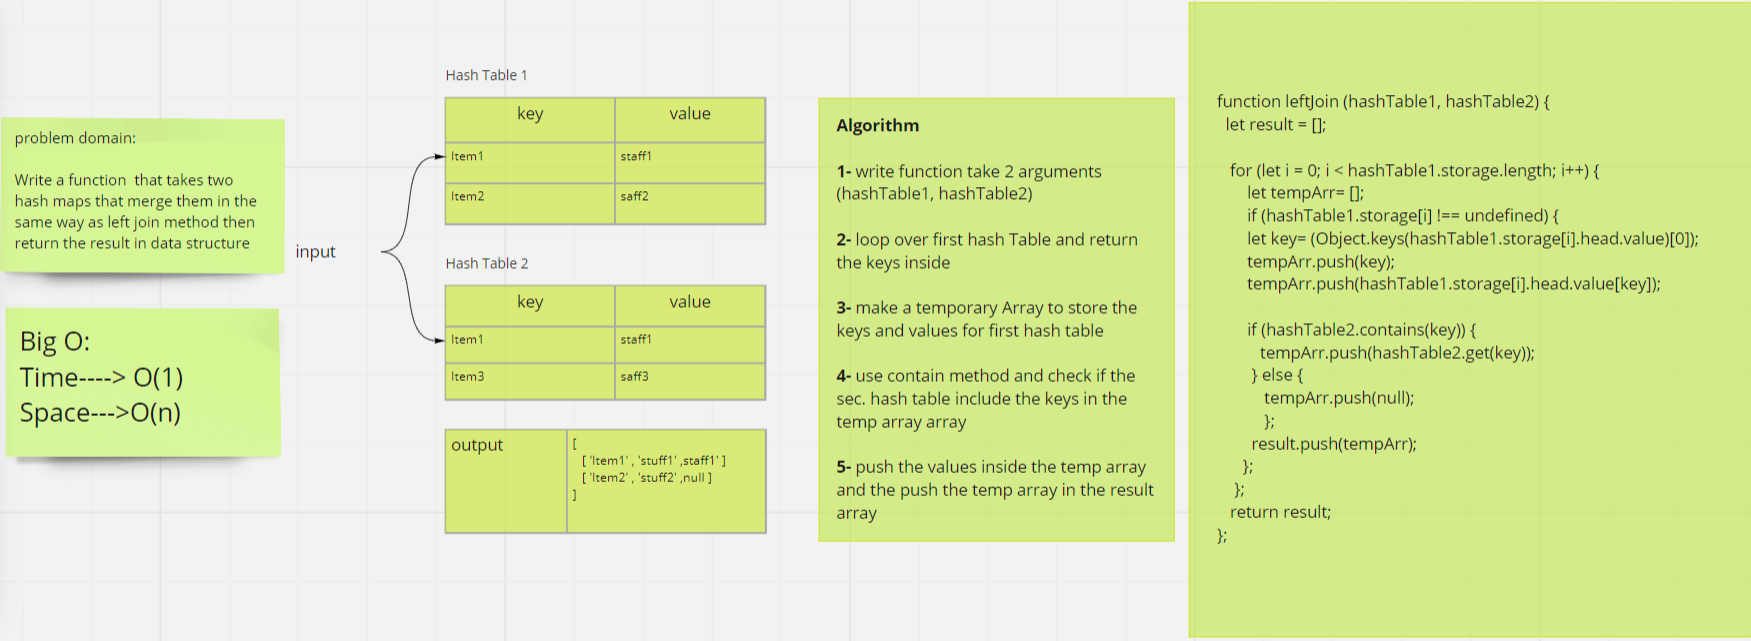 problem domain:
Write a function  that takes two
hash maps that merge them in the
same way as left join method then
return the result in data structure
Big O:
Time----> O(1)
Space--->O(n)
input
Hash Table 1
key value
Item1 staff1
Item2 saff2
Hash Table 2
key value
Item1 staff1
Item3 saff3
output
[
[ 'Item1' , 'stuff1' ,staff1' ]
[ 'Item2' , 'stuff2' ,null ]
]
Algorithm
1- write function take 2 arguments
(hashTable1, hashTable2)
2- loop over first hash Table and return
the keys inside
3- make a temporary Array to store the
keys and values for first hash table
4- use contain method and check if the
sec. hash table include the keys in the
temp array array
5- push the values inside the temp array
and the push the temp array in the result
array
function leftJoin (hashTable1, hashTable2) {
let result = [];
for (let i = 0; i < hashTable1.storage.length; i++) {
let tempArr= [];
if (hashTable1.storage[i] !== undefined) {
let key= (Object.keys(hashTable1.storage[i].head.value)[0]);
tempArr.push(key);
tempArr.push(hashTable1.storage[i].head.value[key]);
if (hashTable2.contains(key)) {
tempArr.push(hashTable2.get(key));
} else {
tempArr.push(null);
};
result.push(tempArr);
};
};
return result;
};